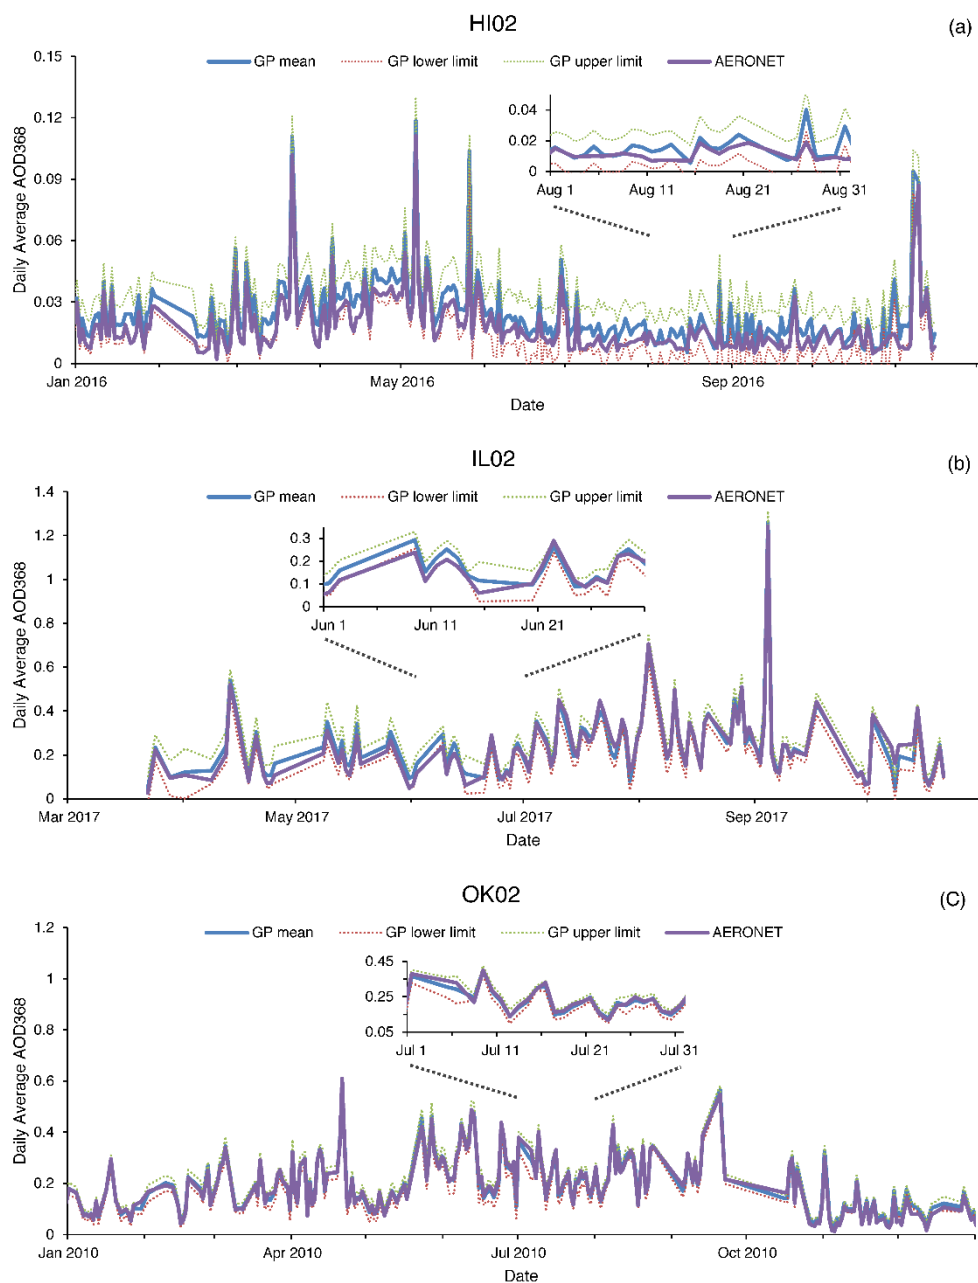 HI02
(a)
0.15
0.12
0.09
0.06
0.03
0
Daily Average AOD368
GP mean GP lower limit GP upper limit AERONET
0.04
0.02
0
Aug 1 Aug 11 Aug 21 Aug 31
Jan 2016 May 2016 Sep 2016
Date
IL02
(b)
1.4
1.2
1
0.8
0.6
0.4
0.2
0
Daily Average AOD368
GP mean GP lower limit GP upper limit AERONET
0.3
0.2
0.1
0
Jun 1 Jun 11 Jun 21
Mar 2017 May 2017 Jul 2017 Sep 2017
Date
OK02
(C)
1.2
1
0.8
0.6
0.4
0.2
0
Daily Average AOD368
GP mean GP lower limit GP upper limit AERONET
0.45
0.25
0.05
Jul 1 Jul 11 Jul 21 Jul 31
Jan 2010 Apr 2010 Jul 2010 Oct 2010
Date